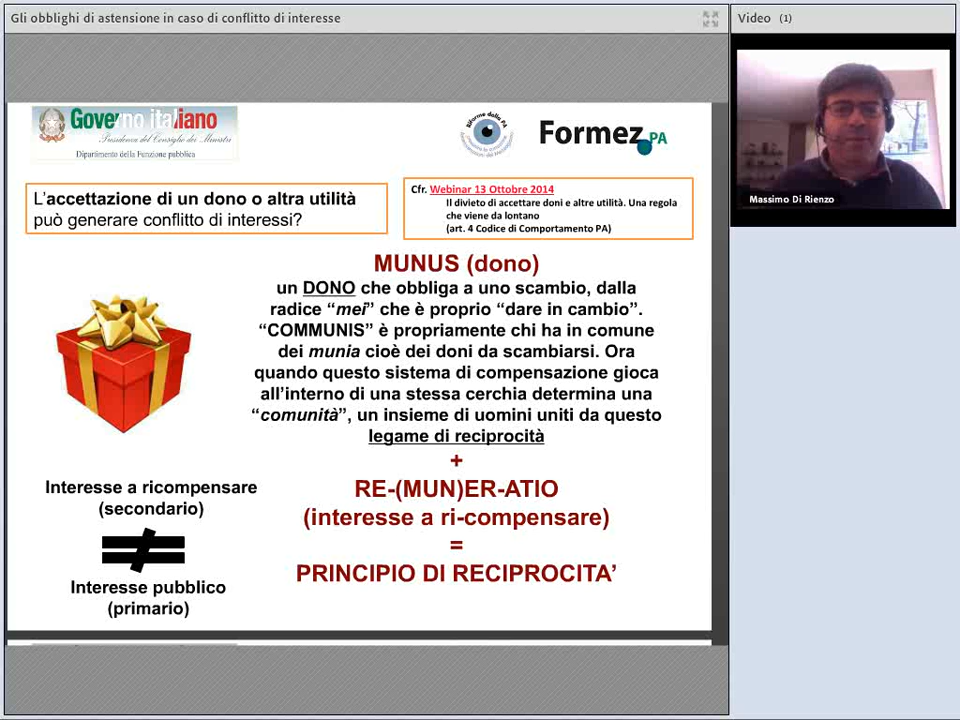 Gli obblighi di astensione in caso di conflitto di interesse
Video (1)
Governo italiano
Presidenza del Consiglio dei Ministri
Dipartimento della Funzione pubblica
Riforme della PA
Formez PA
Massimo Di Rienzo
L'accettazione di un dono o altra utilità
può generare conflitto di interessi?
Cfr. Webinar 13 Ottobre 2014
Il divieto di accettare doni e altre utilità. Una regola
che viene da lontano
(art. 4 Codice di Comportamento PA)
MUNUS (dono)
un DONO che obbliga a uno scambio, dalla
radice “mei” che è proprio “dare in cambio”.
“COMMUNIS” è propriamente chi ha in comune
dei munia cioè dei doni da scambiarsi. Ora
quando questo sistema di compensazione gioca
all’interno di una stessa cerchia determina una
“comunità”, un insieme di uomini uniti da questo
legame di reciprocità
+
RE-(MUN)ER-ATIO
(interesse a ri-compensare)
=
PRINCIPIO DI RECIPROCITA’
Interesse a ricompensare
(secondario)
≠
Interesse pubblico
(primario)